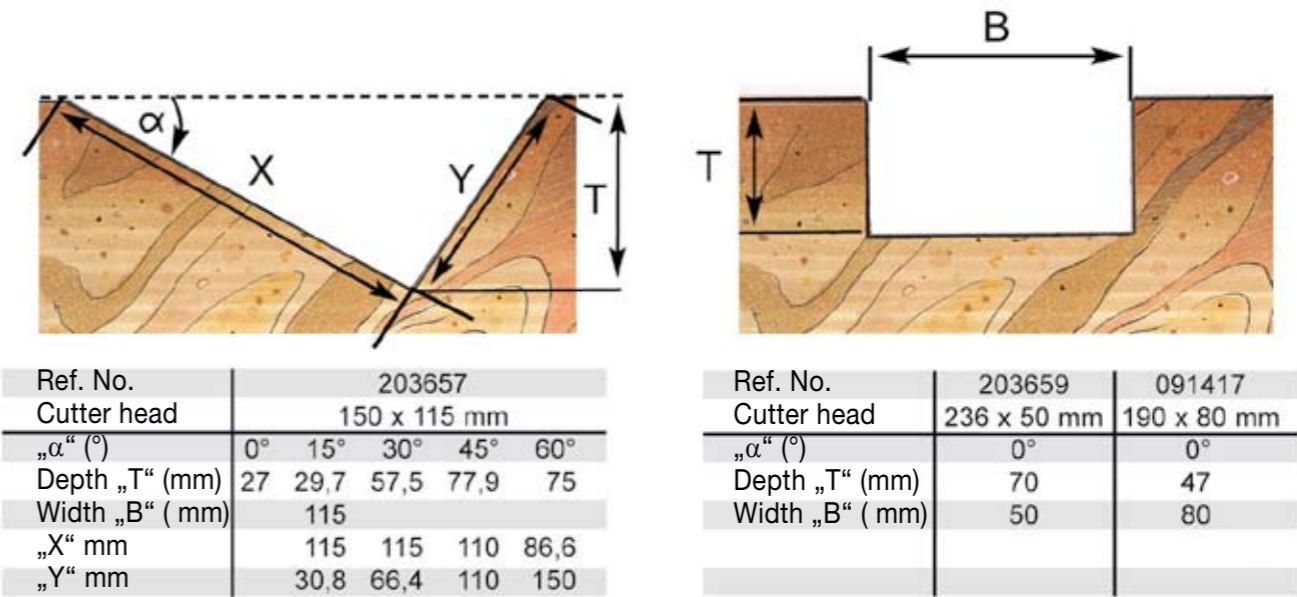 α
X
Y
T
Ref. No. 203657
Cutter head 150 x 115 mm
„α“ (°) 0° 15° 30° 45° 60°
Depth „T“ (mm) 27 29,7 57,5 77,9 75
Width „B“ ( mm) 115
„X“ mm 115 115 110 86,6
„Y“ mm 30,8 66,4 110 150
B
T
Ref. No. 203659 091417
Cutter head 236 x 50 mm 190 x 80 mm
„α“ (°) 0° 0°
Depth „T“ (mm) 70 47
Width „B“ ( mm) 50 80